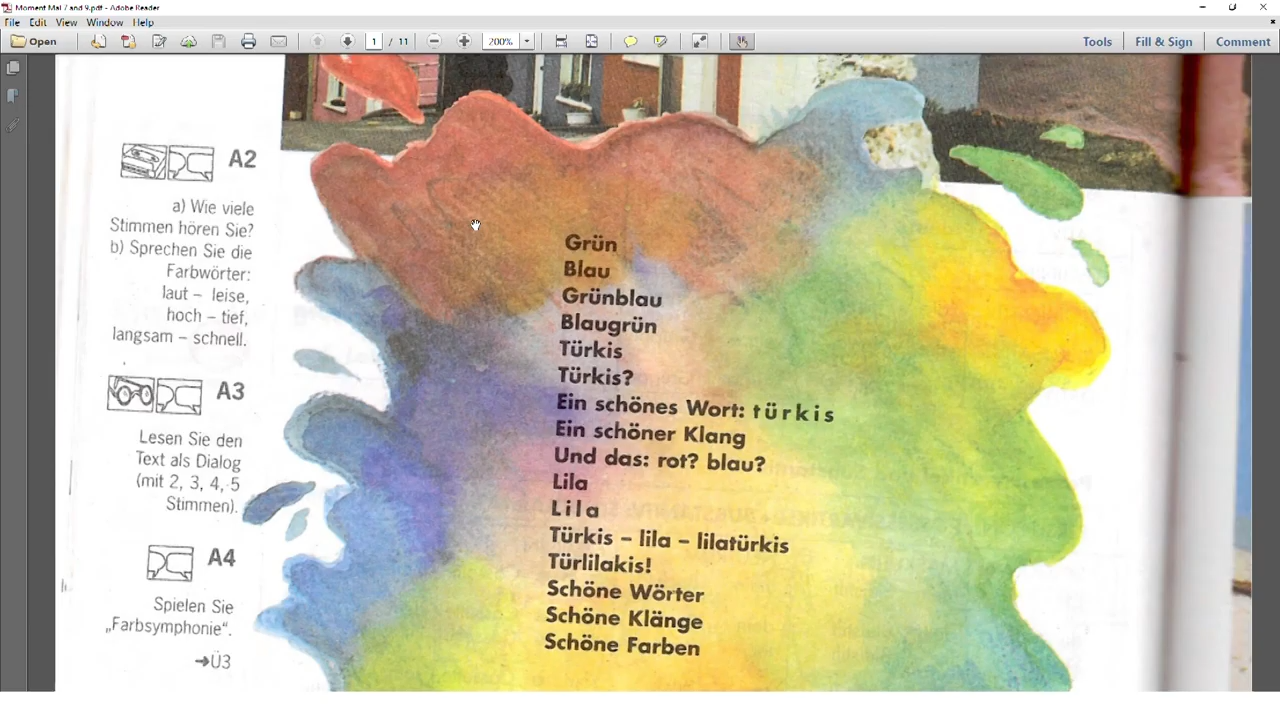 Moment Mal 7 and 9.pdf - Adobe Reader
File Edit View Window Help
Open 1 / 11 200% Tools Fill & Sign Comment
A2
a) Wie viele
Stimmen hören Sie?
b) Sprechen Sie die
Farbwörter:
laut – leise,
hoch – tief,
langsam – schnell.
A3
Lesen Sie den
Text als Dialog
(mit 2, 3, 4, 5
Stimmen).
A4
Spielen Sie
„Farbsymphonie".
➔Ü3
Grün
Blau
Grünblau
Blaugrün
Türkis
Türkis?
Ein schönes Wort: t ü r k i s
Ein schöner Klang
Und das: rot? blau?
Lila
L i l a
Türkis – lila – lilatürkis
Türlilakis!
Schöne Wörter
Schöne Klänge
Schöne Farben